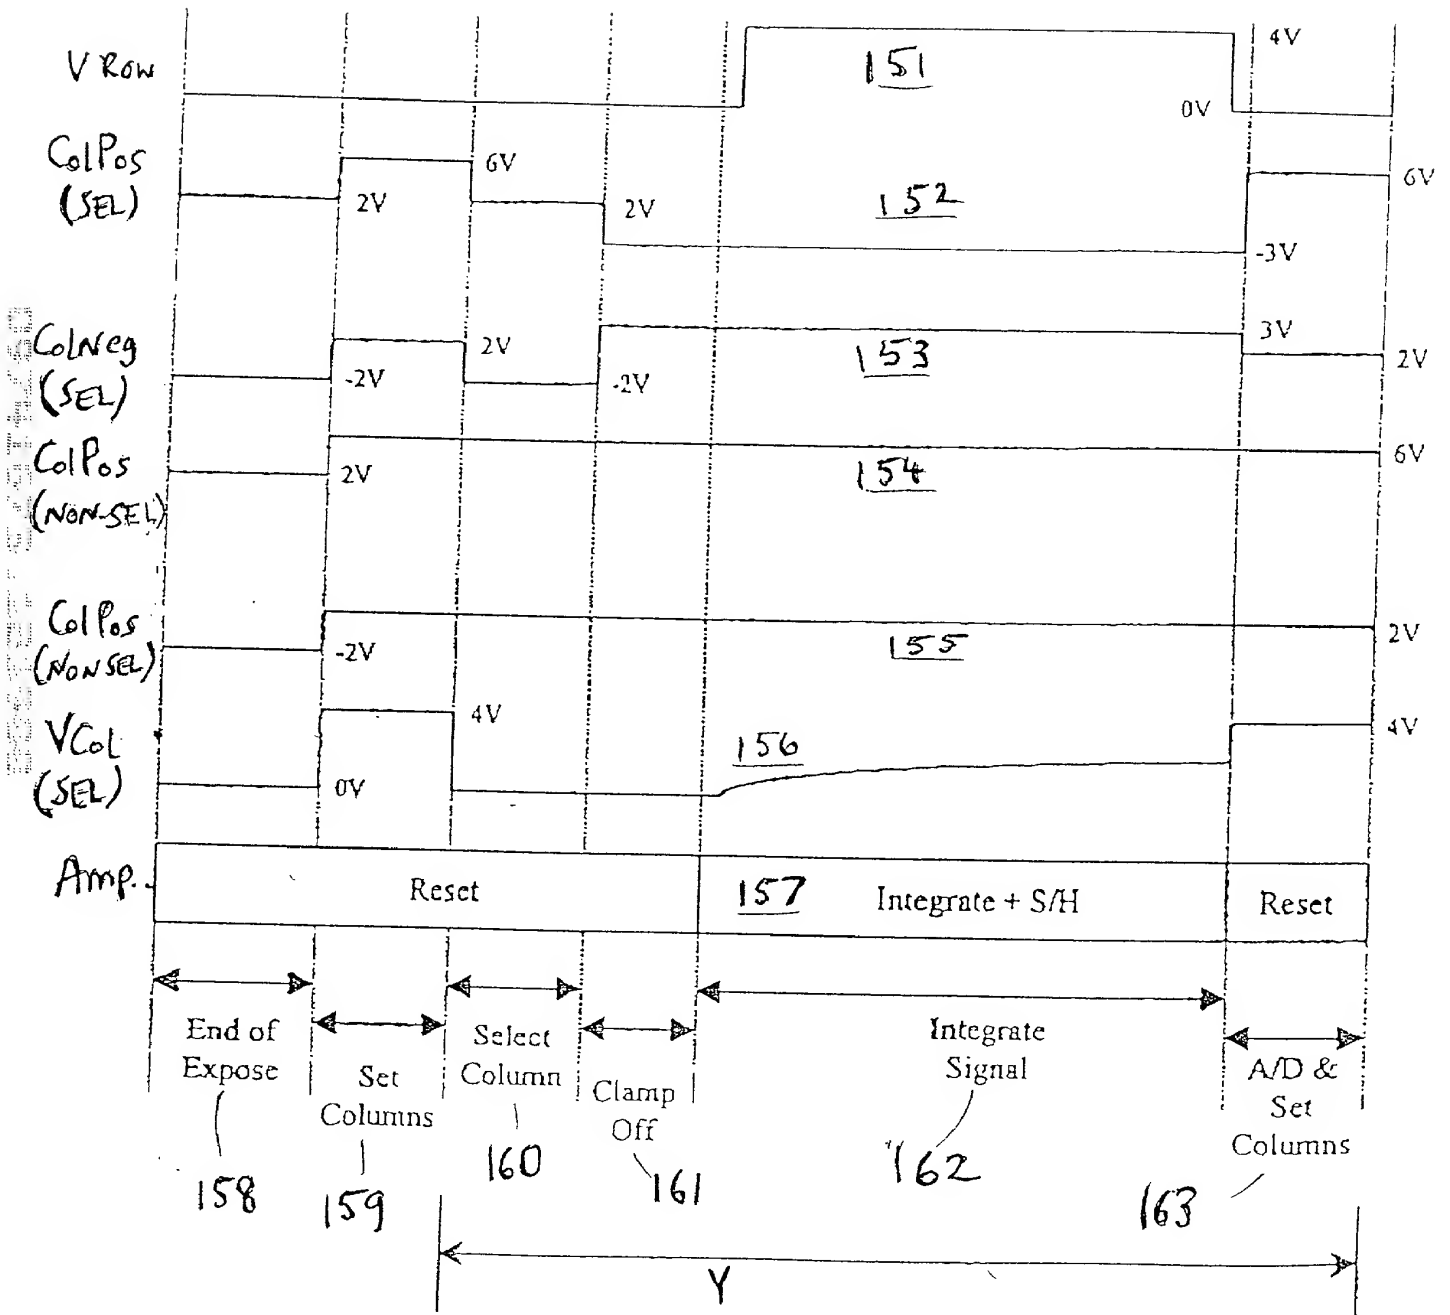 V Row
151
4V
0V
ColPos
(SEL)
6V
2V
2V
152
6V
-3V
ColNeg
(SEL)
2V
-2V
-2V
153
3V
2V
ColPos
(NON-SEL)
2V
154
6V
ColPos
(NONSEL)
-2V
155
2V
VCol
(SEL)
4V
0V
156
4V
Amp.
Reset
157
Integrate + S/H
Reset
End of
Expose
Set
Columns
Select
Column
Clamp
Off
Integrate
Signal
A/D &
Set
Columns
158
159
160
161
162
163
Y